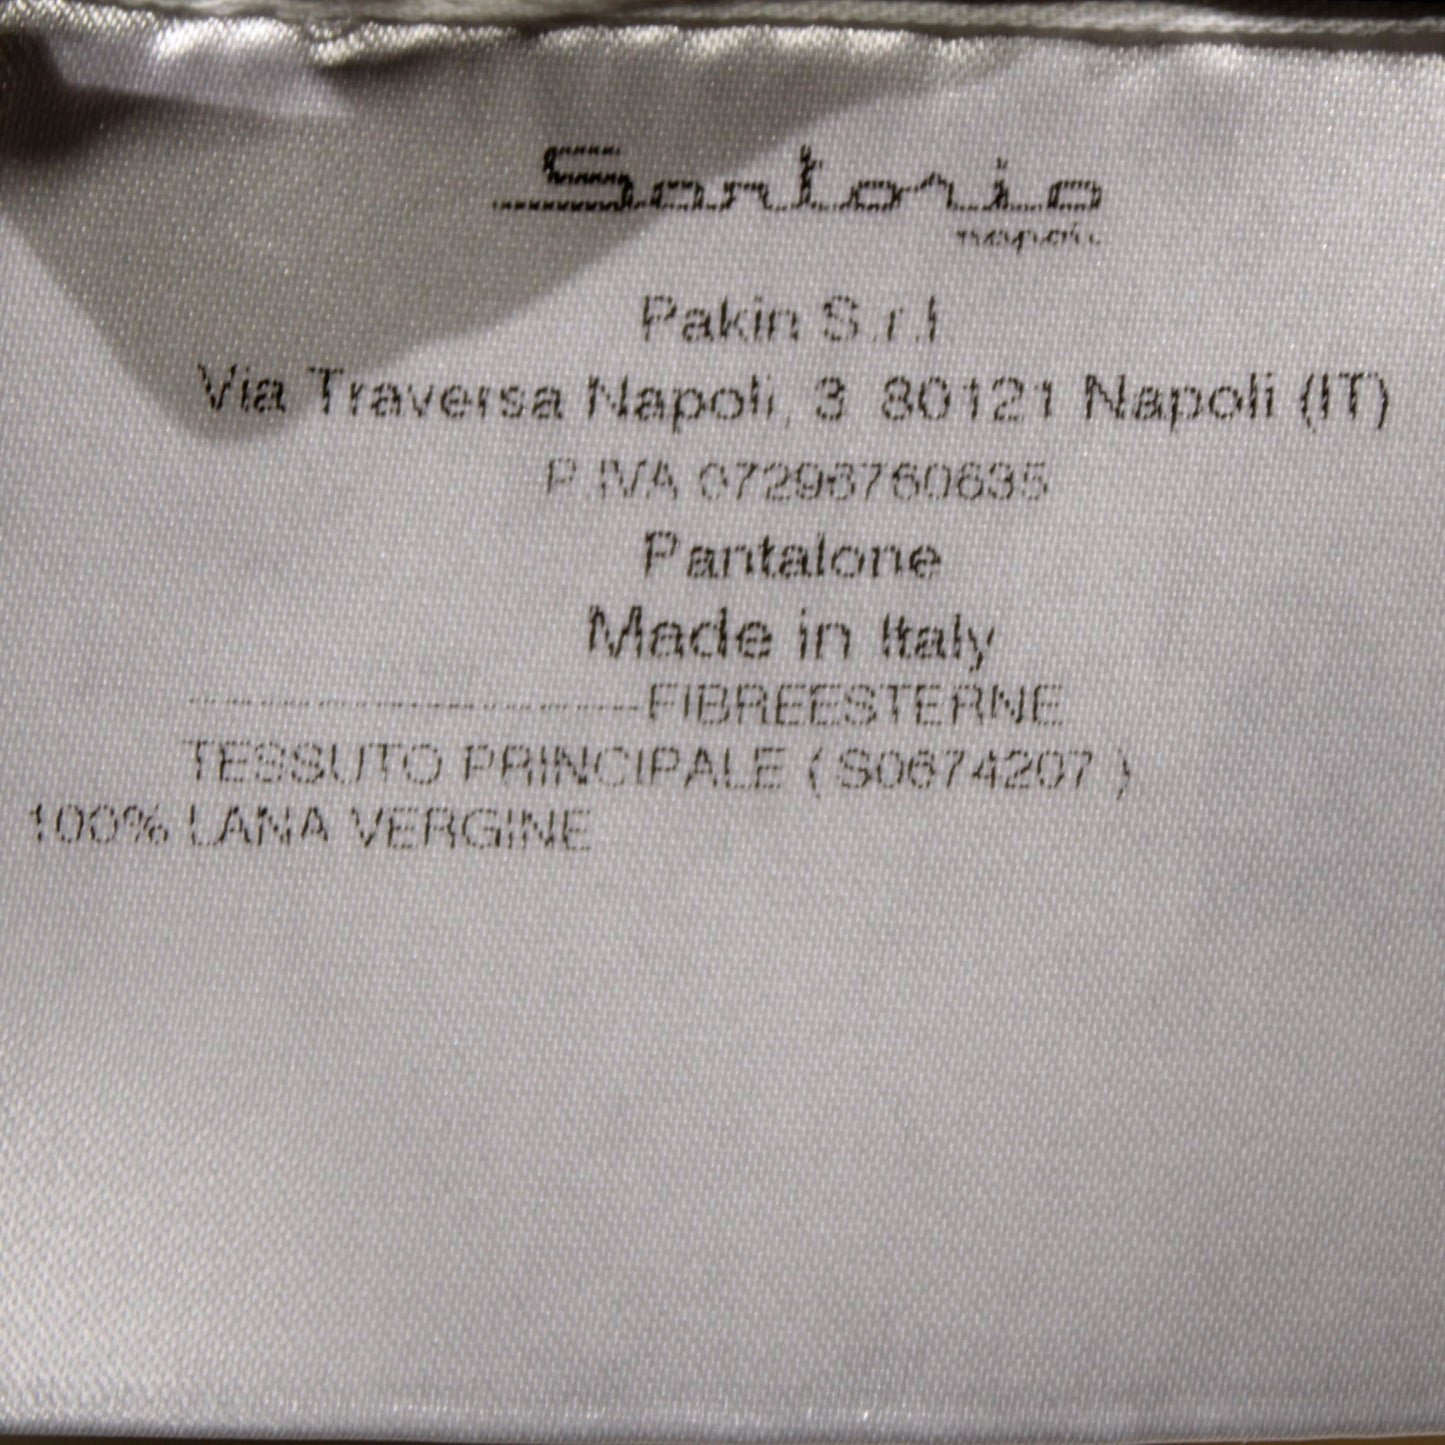 Sartorio
napoli
Pakin S.r.l.
Via Traversa Napoli, 3 80121 Napoli (IT)
P.IVA 07296760635
Pantalone
Made in Italy
----------------------FIBREESTERNE
TESSUTO PRINCIPALE ( S0674207 )
100% LANA VERGINE